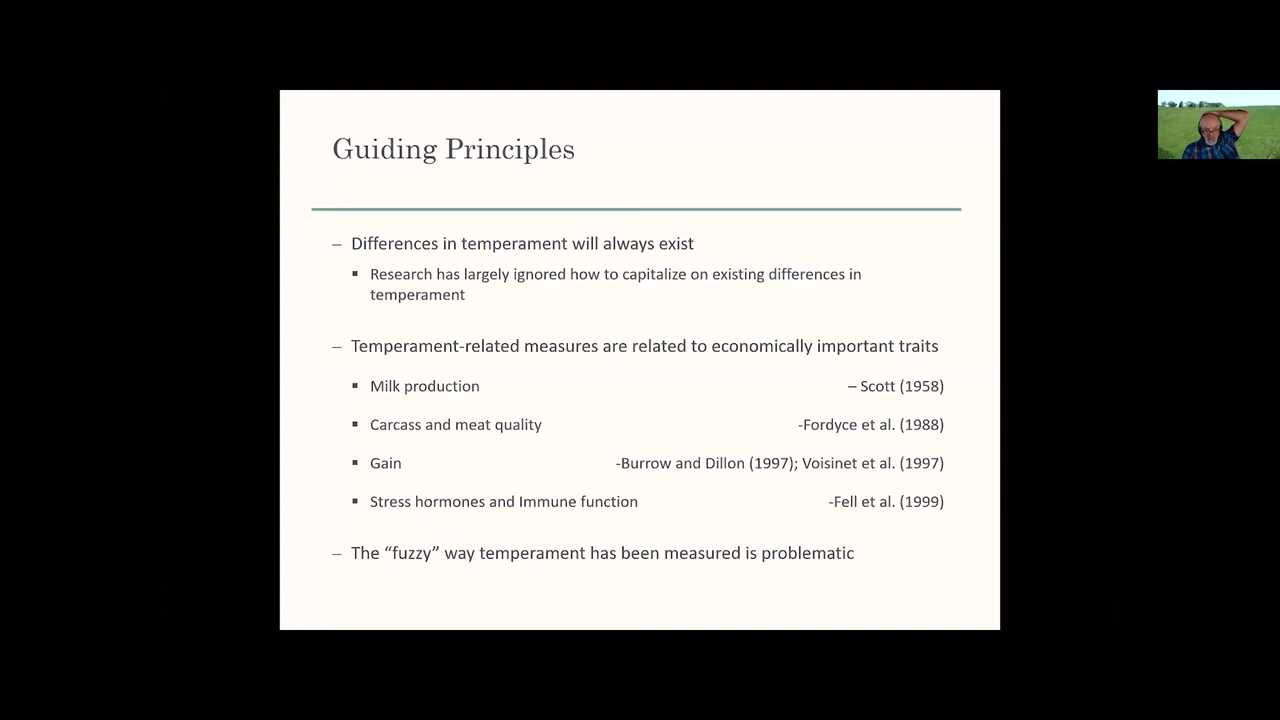 Guiding Principles
– Differences in temperament will always exist
▪ Research has largely ignored how to capitalize on existing differences in
temperament
– Temperament-related measures are related to economically important traits
▪ Milk production – Scott (1958)
▪ Carcass and meat quality -Fordyce et al. (1988)
▪ Gain -Burrow and Dillon (1997); Voisinet et al. (1997)
▪ Stress hormones and Immune function -Fell et al. (1999)
– The “fuzzy” way temperament has been measured is problematic